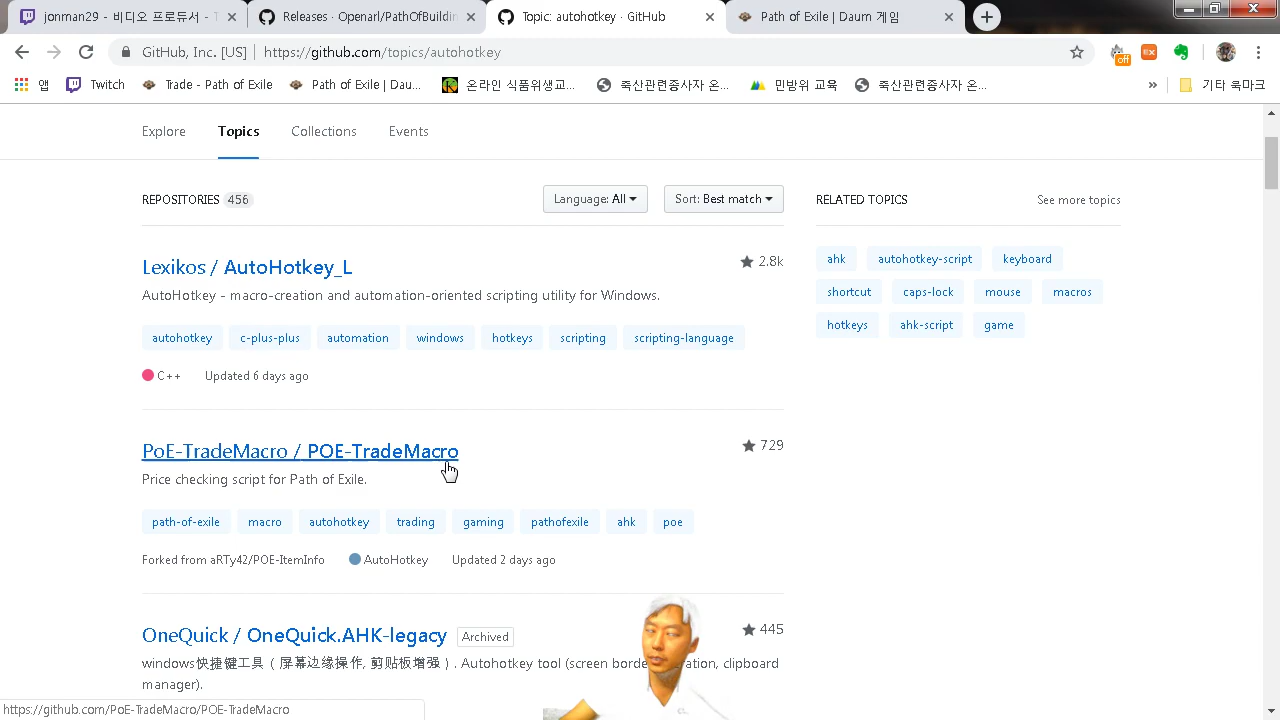 jonman29 - 비디오 프로듀서 - T
Releases · Openarl/PathOfBuildin
Topic: autohotkey · GitHub
Path of Exile | Daum 게임
GitHub, Inc. [US] | https://github.com/topics/autohotkey
off
앱
Twitch
Trade - Path of Exile
Path of Exile | Dau...
온라인 식품위생교...
축산관련종사자 온...
민방위 교육
축산관련종사자 온...
»
기타 북마크
Explore
Topics
Collections
Events
REPOSITORIES 456
Language: All
Sort: Best match
RELATED TOPICS
See more topics
Lexikos / AutoHotkey_L
2.8k
AutoHotkey - macro-creation and automation-oriented scripting utility for Windows.
autohotkey
c-plus-plus
automation
windows
hotkeys
scripting
scripting-language
C++
Updated 6 days ago
ahk
autohotkey-script
keyboard
shortcut
caps-lock
mouse
macros
hotkeys
ahk-script
game
PoE-TradeMacro / POE-TradeMacro
729
Price checking script for Path of Exile.
path-of-exile
macro
autohotkey
trading
gaming
pathofexile
ahk
poe
Forked from aRTy42/POE-ItemInfo
AutoHotkey
Updated 2 days ago
OneQuick / OneQuick.AHK-legacy
Archived
445
windows快捷键工具（屏幕边缘操作, 剪贴板增强）. Autohotkey tool (screen borde ation, clipboard
manager).
https://github.com/PoE-TradeMacro/POE-TradeMacro